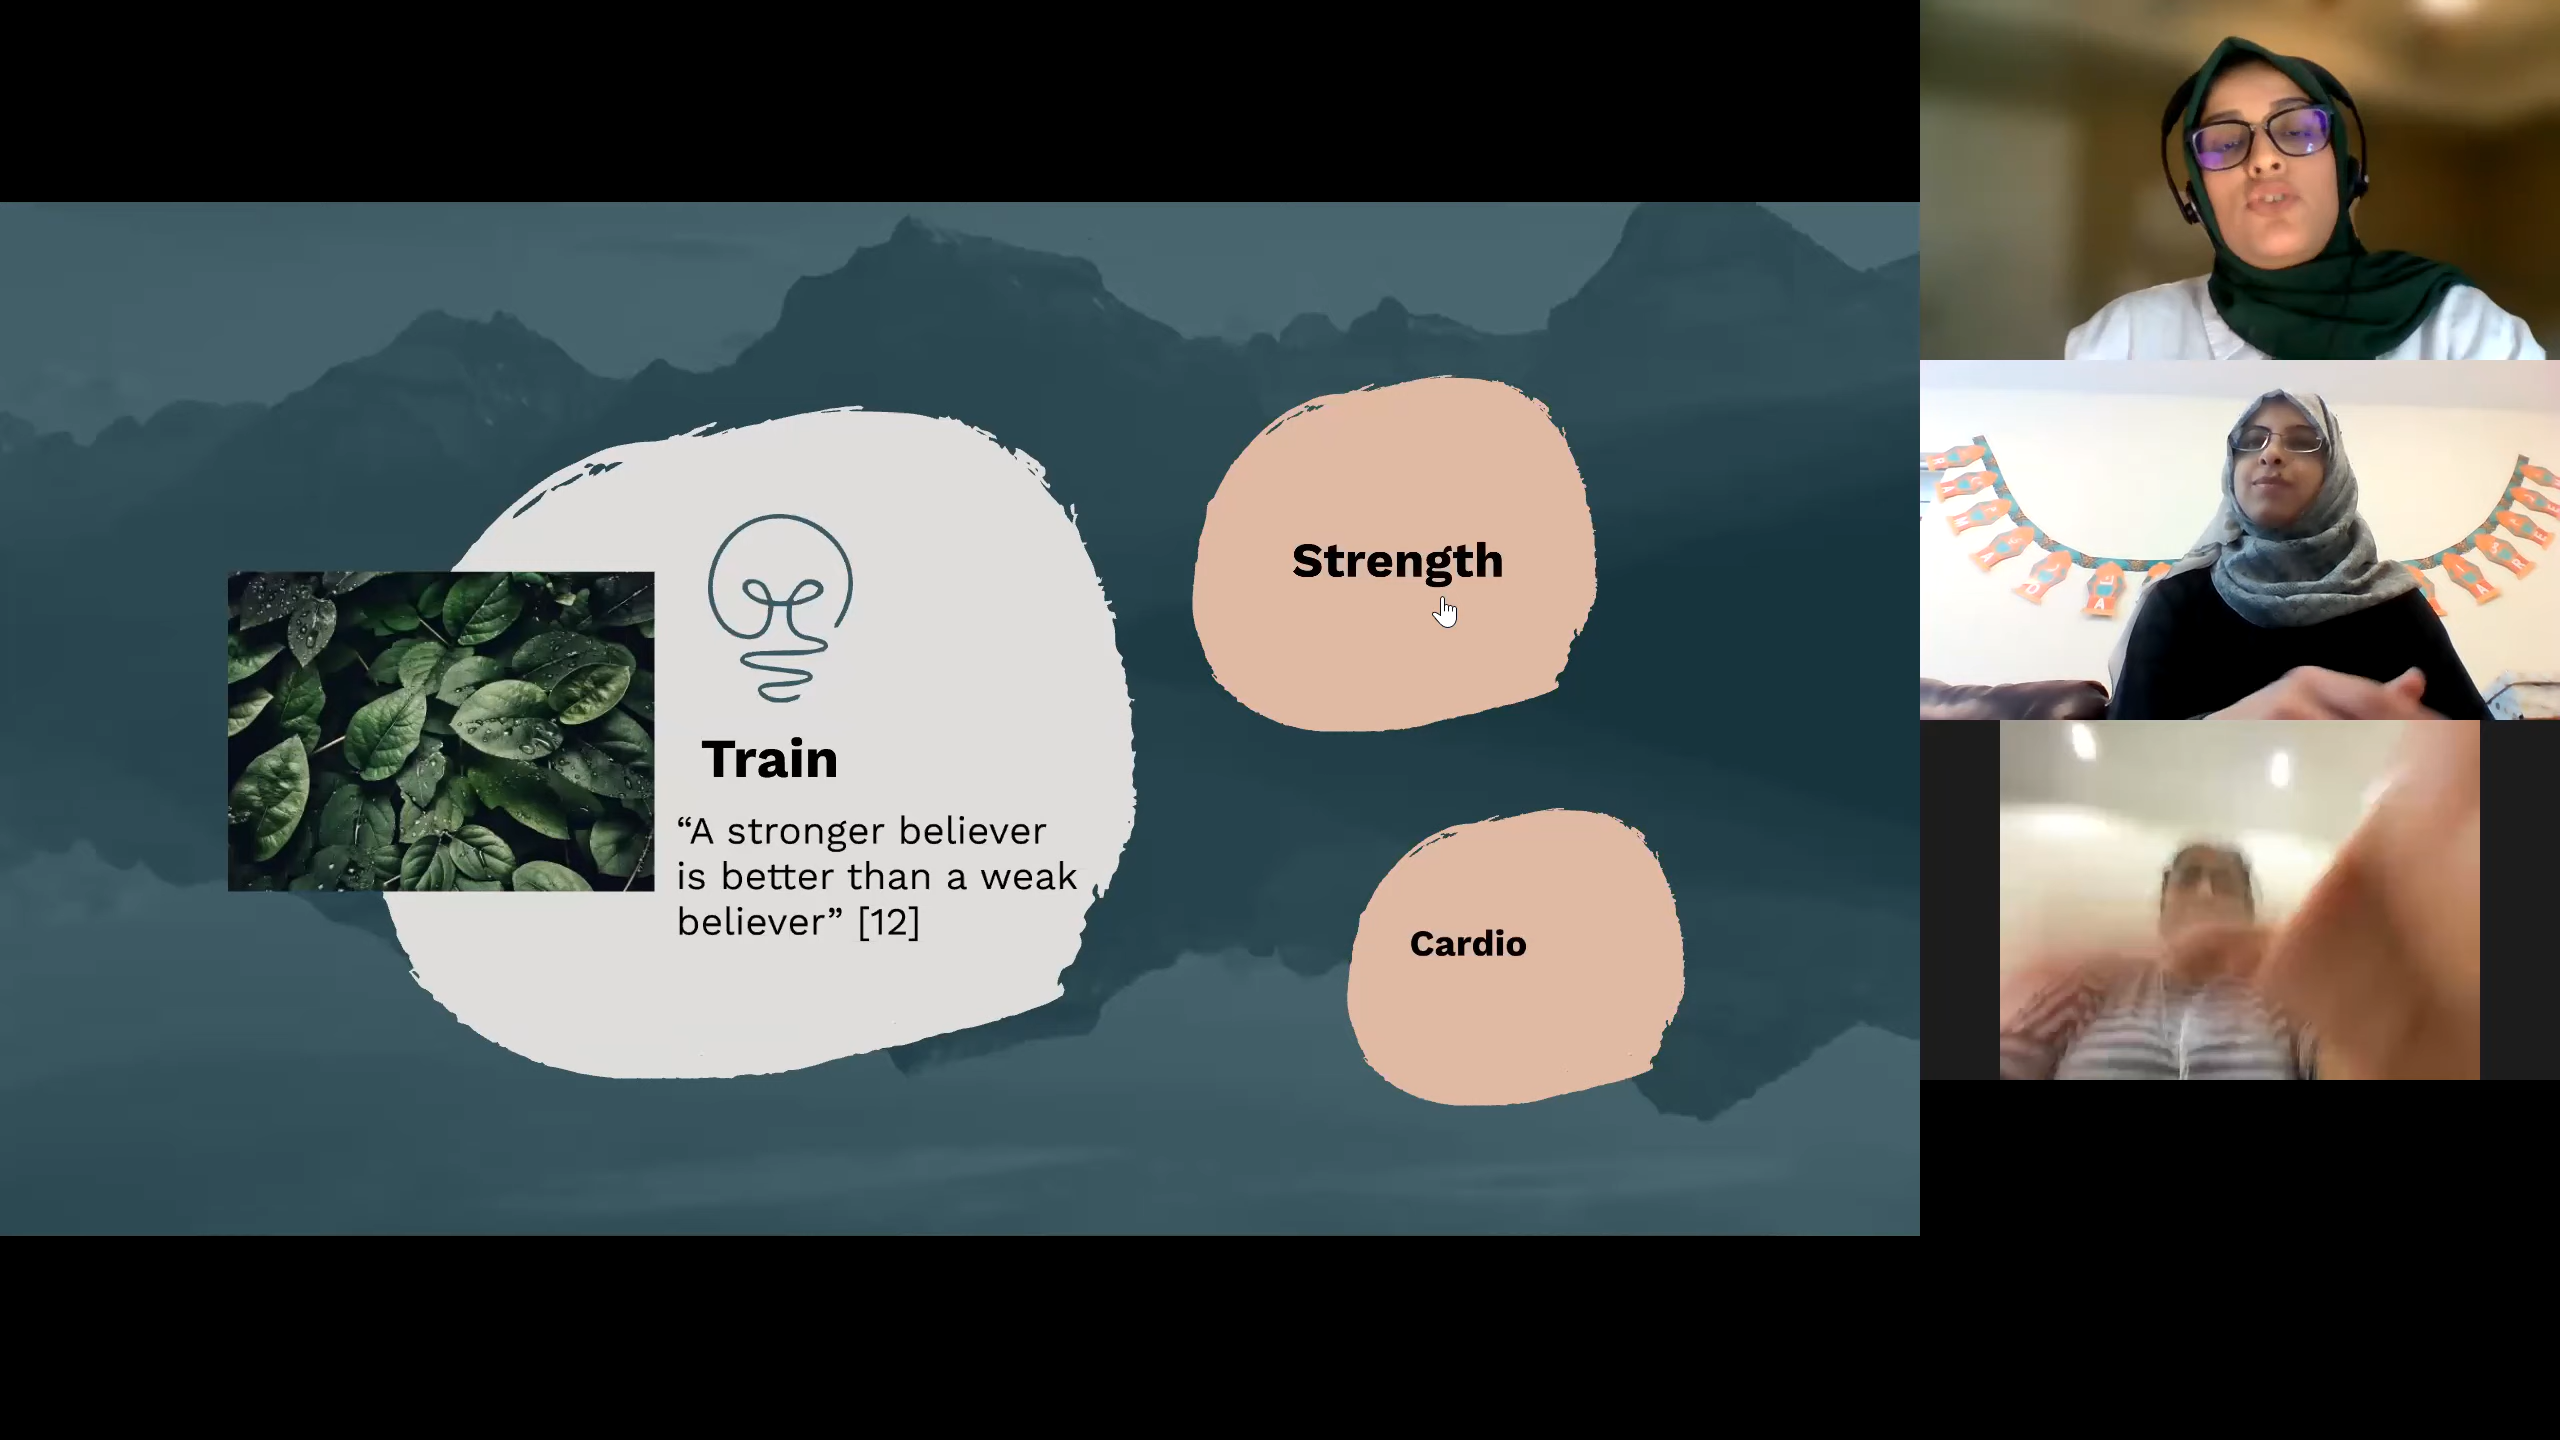 Train
“A stronger believer
is better than a weak
believer” [12]
Strength
Cardio